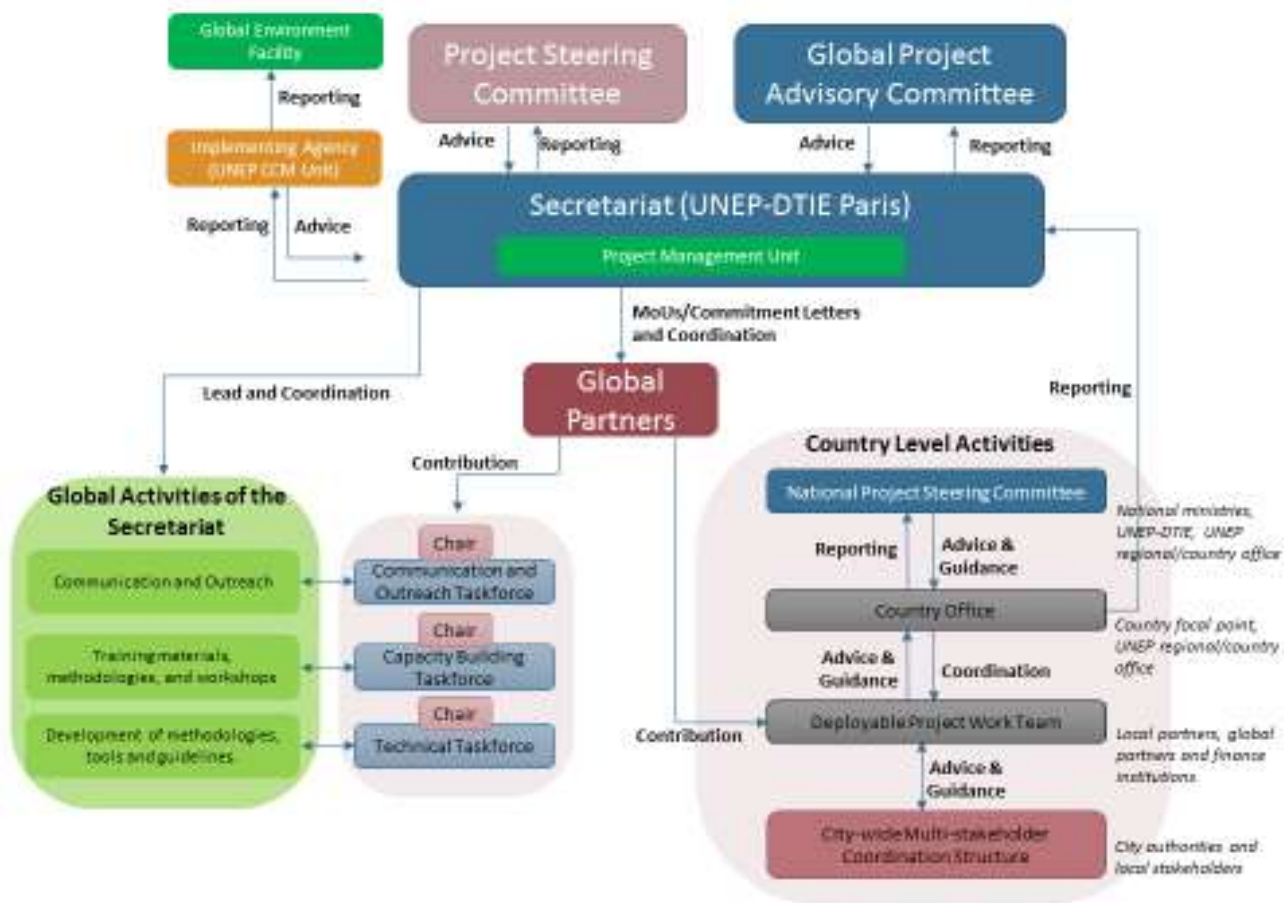 Global Environment
Facility
Project Steering
Committee
Global Project
Advisory Committee
Reporting
Advice
Reporting
Advice
Reporting
Implementing Agency
(UNEP CCM Unit)
Reporting
Advice
Secretariat (UNEP-DTIE Paris)
Project Management Unit
MoUs/Commitment Letters
and Coordination
Lead and Coordination
Global
Partners
Reporting
Contribution
Country Level Activities
Global Activities of the
Secretariat
National Project Steering Committee
National ministries,
UNEP-DTIE, UNEP
regional/country office
Chair
Communication and Outreach
Communication and
Outreach Taskforce
Reporting
Advice &
Guidance
Country Office
Country focal point,
UNEP regional/country
office
Chair
Training materials,
methodologies, and workshops
Capacity Building
Taskforce
Advice &
Guidance
Coordination
Chair
Development of methodologies,
tools and guidelines
Technical Taskforce
Contribution
Deployable Project Work Team
Local partners, global
partners and finance
institutions
Advice &
Guidance
City-wide Multi-stakeholder
Coordination Structure
City authorities and
local stakeholders